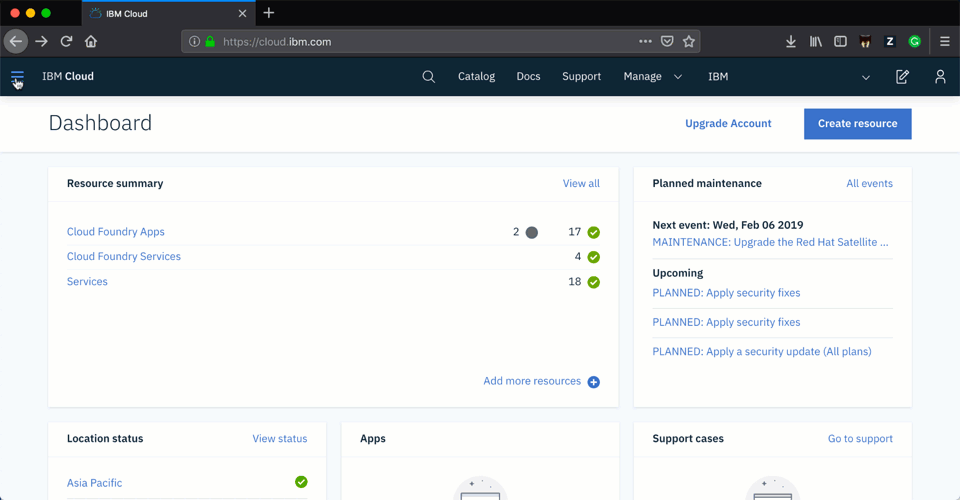 IBM Cloud
https://cloud.ibm.com
IBM Cloud
Catalog
Docs
Support
Manage
IBM
Dashboard
Upgrade Account
Create resource
Resource summary
View all
Cloud Foundry Apps
2
17
Cloud Foundry Services
4
Services
18
Add more resources
Planned maintenance
All events
Next event: Wed, Feb 06 2019
MAINTENANCE: Upgrade the Red Hat Satellite ...
Upcoming
PLANNED: Apply security fixes
PLANNED: Apply security fixes
PLANNED: Apply a security update (All plans)
Location status
View status
Asia Pacific
Apps
Support cases
Go to support